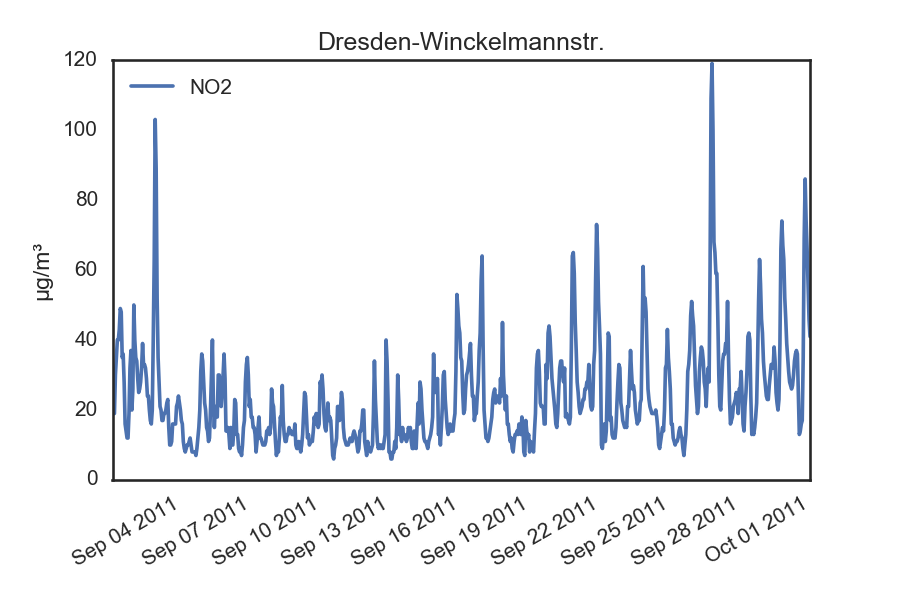 Dresden-Winckelmannstr.
120
100
80
60
40
20
0
µg/m³
NO2
Sep 04 2011
Sep 07 2011
Sep 10 2011
Sep 13 2011
Sep 16 2011
Sep 19 2011
Sep 22 2011
Sep 25 2011
Sep 28 2011
Oct 01 2011